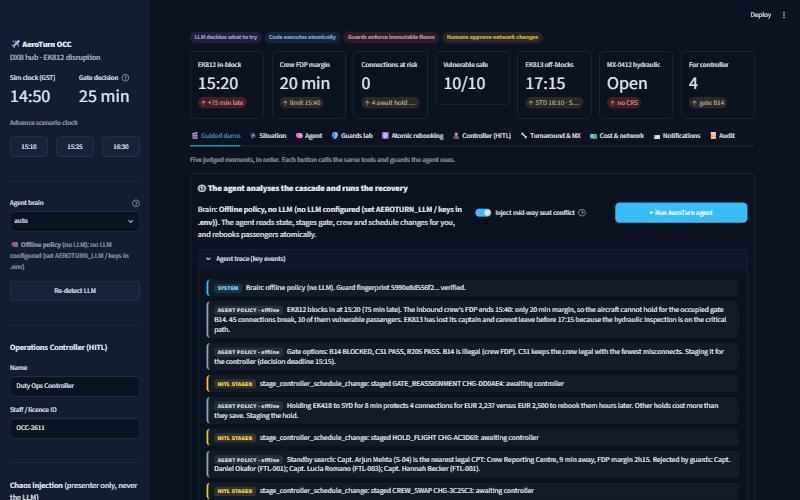 Deploy
✈️ AeroTurn OCC
DXB hub · EK812 disruption
Sim clock (GST)
14:50
Gate decision
25 min
Advance scenario clock
15:10
15:25
16:30
Agent brain
auto
Offline policy (no LLM): no LLM
configured (set AEROTURN_LLM / keys in
.env)
Re-detect LLM
Operations Controller (HITL)
Name
Duty Ops Controller
Staff / licence ID
OCC-2611
Chaos injection (presenter only, never
the LLM)
LLM decides what to try
Code executes atomically
Guards enforce immutable floors
Humans approve network changes
EK812 in-block
15:20
↑ +75 min late
Crew FDP margin
20 min
↑ limit 15:40
Connections at risk
0
↑ 4 await hold ...
Vulnerable safe
10/10
EK813 off-blocks
17:15
↑ STD 16:10 · S...
MX-0412 hydraulic
Open
↑ no CRS
For controller
4
↑ gate B14
Guided demo
Situation
Agent
Guards lab
Atomic rebooking
Controller (HITL)
Turnaround & MX
Cost & network
Notifications
Audit
Five judged moments, in order. Each button calls the same tools and guards the agent uses.
① The agent analyses the cascade and runs the recovery
Brain: Offline policy, no LLM (no LLM configured (set AEROTURN_LLM / keys in
.env)). The agent reads state, stages gate, crew and schedule changes for you,
and rebooks passengers atomically.
Inject mid-way seat conflict
▸ Run AeroTurn agent
Agent trace (key events)
SYSTEM Brain: offline policy (no LLM). Guard fingerprint 5990e8d556f2... verified.
AGENT POLICY · offline EK812 blocks in at 15:20 (75 min late). The inbound crew's FDP ends 15:40: only 20 min margin, so the aircraft cannot hold for the occupied gate
B14. 45 connections break, 10 of them vulnerable passengers. EK813 has lost its captain and cannot leave before 17:15 because the hydraulic inspection is on the critical
path.
AGENT POLICY · offline Gate options: B14 BLOCKED, C31 PASS, R205 PASS. B14 is illegal (crew FDP). C31 keeps the crew legal with the fewest misconnects. Staging it for
the controller (decision deadline 15:15).
HITL STAGED stage_controller_schedule_change: staged GATE_REASSIGNMENT CHG-DD0AE4: awaiting controller
AGENT POLICY · offline Holding EK418 to SYD for 8 min protects 4 connections for EUR 2,237 versus EUR 2,500 to rebook them hours later. Other holds cost more than
they save. Staging the hold.
HITL STAGED stage_controller_schedule_change: staged HOLD_FLIGHT CHG-AC3D69: awaiting controller
AGENT POLICY · offline Standby search: Capt. Arjun Mehta (S-04) is the nearest legal CPT: Crew Reporting Centre, 9 min away, FDP margin 2h15. Rejected by guards: Capt.
Daniel Okafor (FTL-001); Capt. Lucia Romano (FTL-003); Capt. Hannah Becker (FTL-001).
HITL STAGED stage_controller_schedule_change: staged CREW_SWAP CHG-3C25C3: awaiting controller